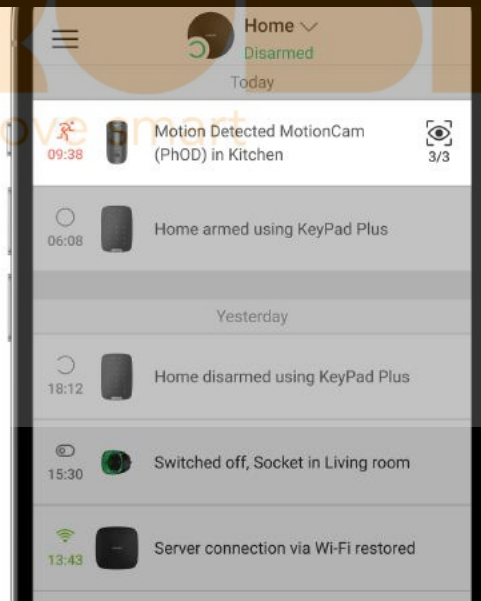 Home
Disarmed
Today
ove smart
Motion Detected MotionCam
(PhOD) in Kitchen
09:38
3/3
Home armed using KeyPad Plus
06:08
Yesterday
Home disarmed using KeyPad Plus
18:12
Switched off, Socket in Living room
15:30
Server connection via Wi-Fi restored
13:43